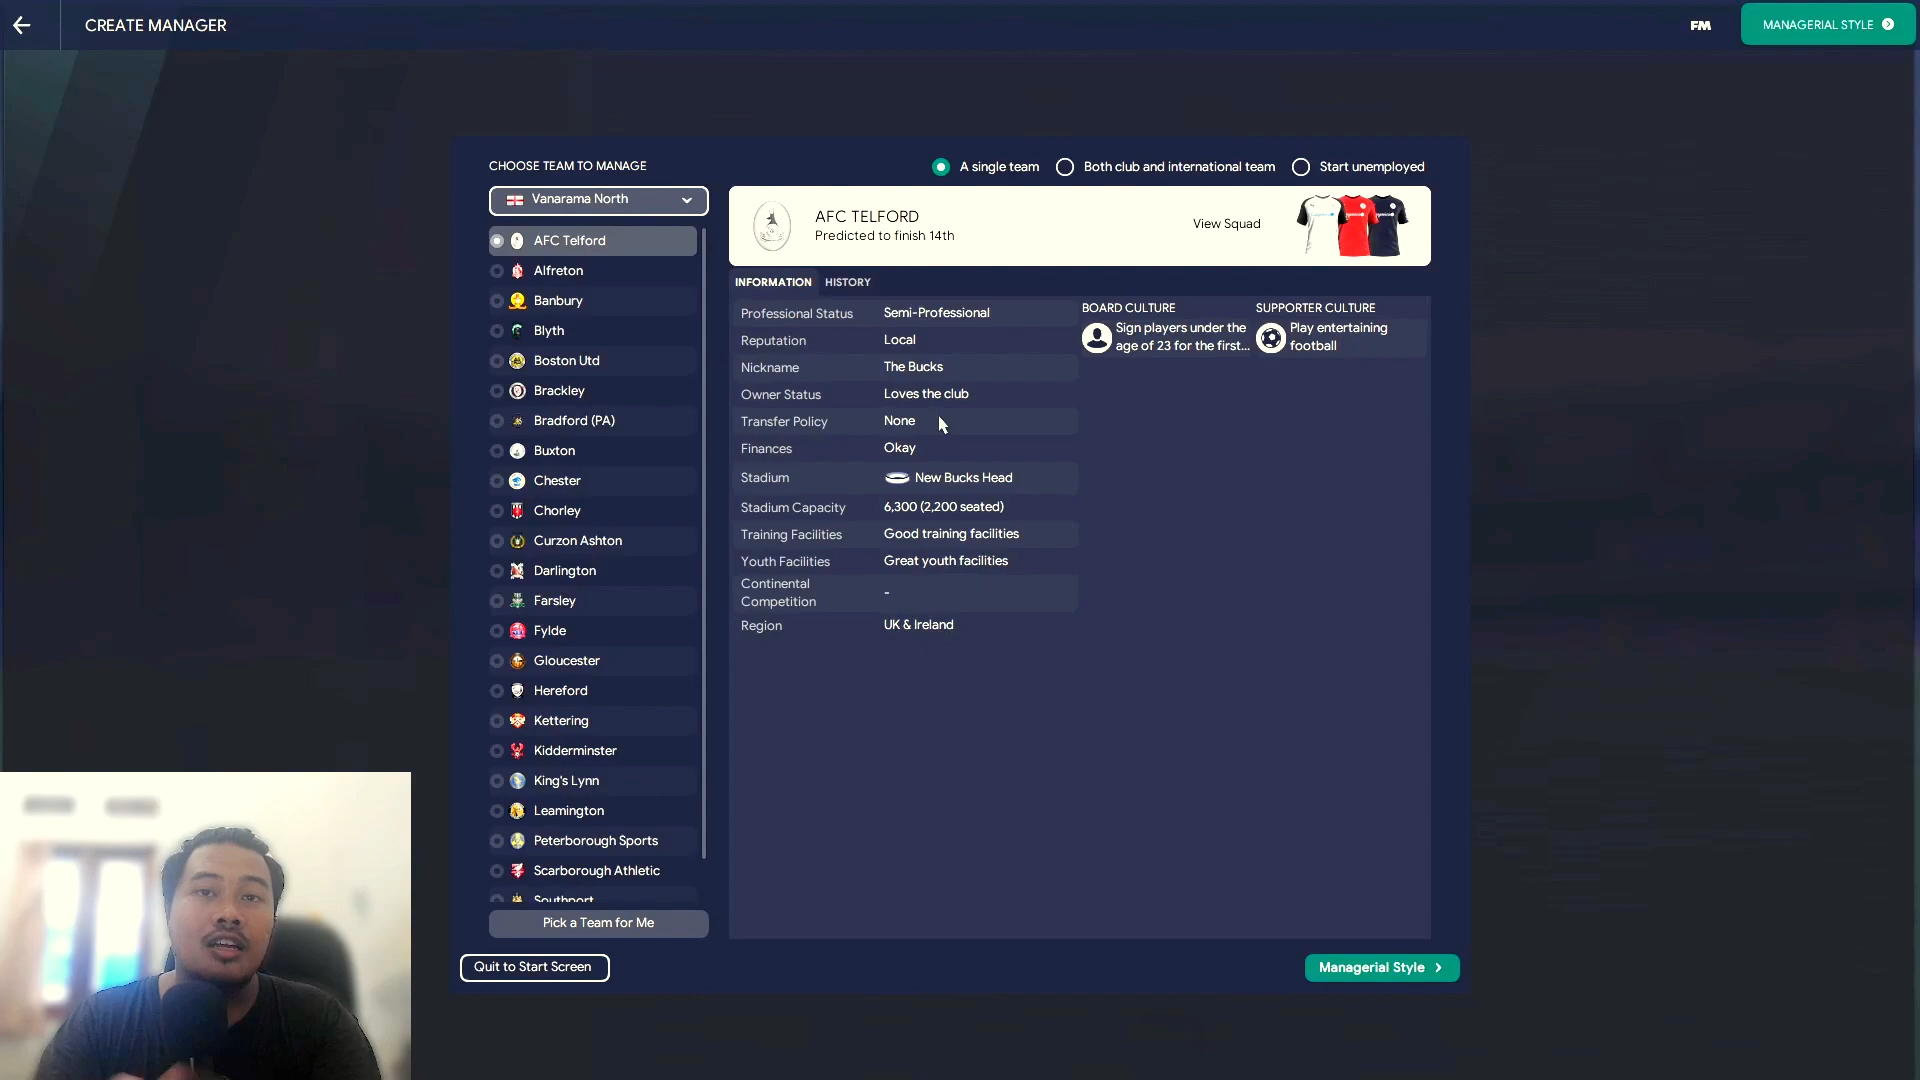 CREATE MANAGER
FM
MANAGERIAL STYLE
CHOOSE TEAM TO MANAGE
A single team
Both club and international team
Start unemployed
Vanarama North
AFC Telford
Alfreton
Banbury
Blyth
Boston Utd
Brackley
Bradford (PA)
Buxton
Chester
Chorley
Curzon Ashton
Darlington
Farsley
Fylde
Gloucester
Hereford
Kettering
Kidderminster
King's Lynn
Leamington
Peterborough Sports
Scarborough Athletic
Southport
Pick a Team for Me
AFC TELFORD
Predicted to finish 14th
View Squad
INFORMATION
HISTORY
Professional Status Semi-Professional
Reputation Local
Nickname The Bucks
Owner Status Loves the club
Transfer Policy None
Finances Okay
Stadium New Bucks Head
Stadium Capacity 6,300 (2,200 seated)
Training Facilities Good training facilities
Youth Facilities Great youth facilities
Continental
Competition -
Region UK & Ireland
BOARD CULTURE
Sign players under the
age of 23 for the first...
SUPPORTER CULTURE
Play entertaining
football
Quit to Start Screen
Managerial Style